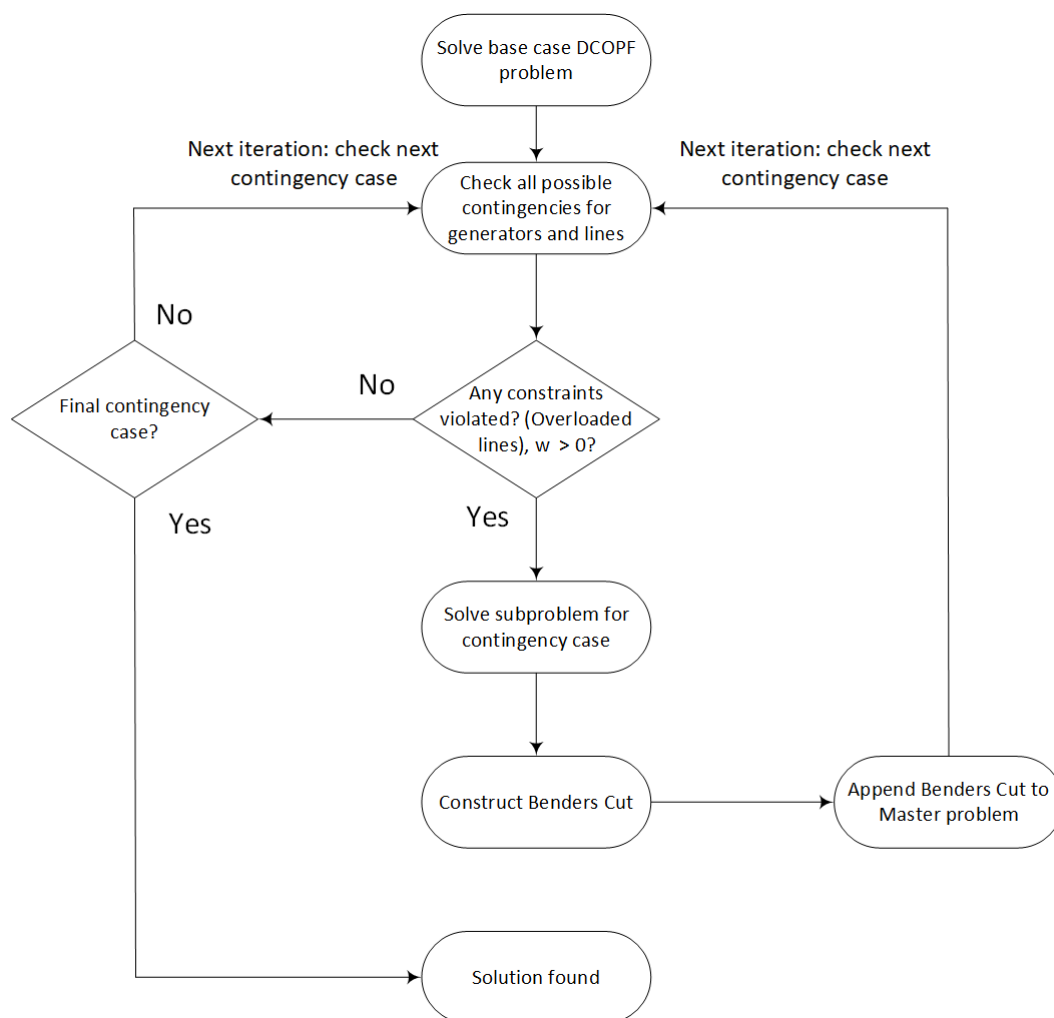 Solve base case DCOPF
problem
Next iteration: check next
contingency case
Next iteration: check next
contingency case
Check all possible
contingencies for
generators and lines
No
No
Final contingency
case?
Any constraints
violated? (Overloaded
lines), w > 0?
Yes
Yes
Solve subproblem for
contingency case
Construct Benders Cut
Append Benders Cut to
Master problem
Solution found